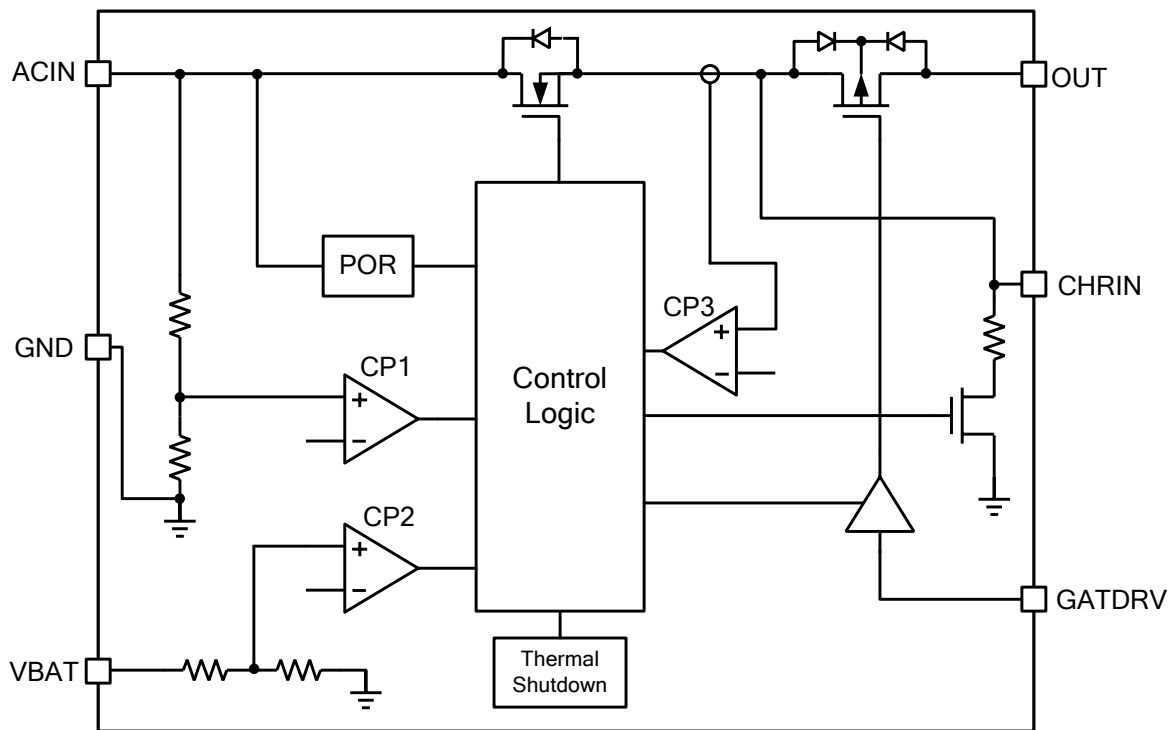 ACIN
OUT
POR
CHRIN
CP3
+
−
GND
CP1
+
−
Control
Logic
CP2
+
−
GATDRV
VBAT
Thermal
Shutdown